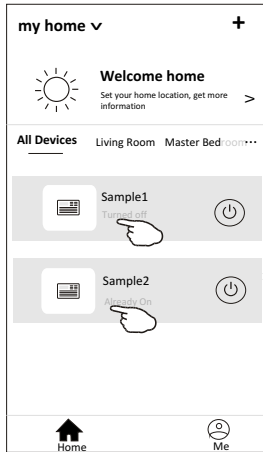 my home
+
Welcome home
Set your home location, get more
information
>
All Devices Living Room Master Bedroom ···
Sample1
Turned off
Sample2
Already On
Home Me